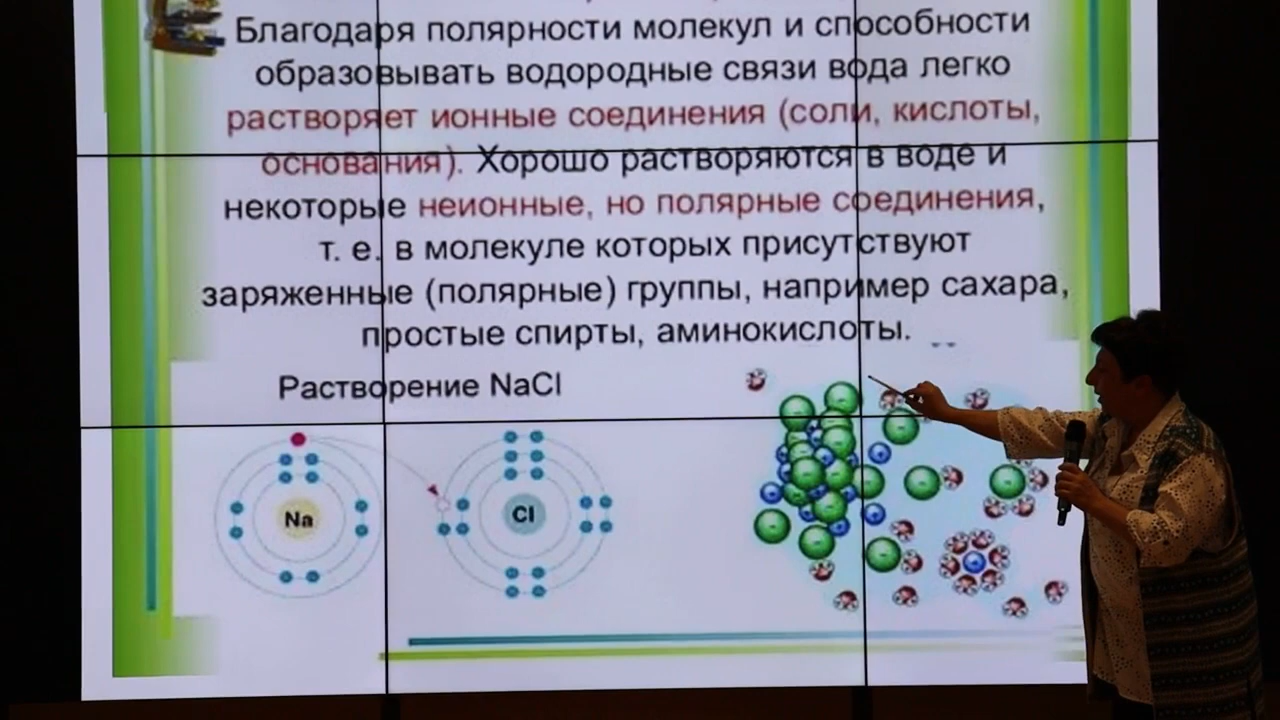 Благодаря полярности молекул и способности
образовывать водородные связи вода легко
растворяет ионные соединения (соли, кислоты,
основания). Хорошо растворяются в воде и
некоторые неионные, но полярные соединения,
т. е. в молекуле которых присутствуют
заряженные (полярные) группы, например сахара,
простые спирты, аминокислоты.
Растворение NaCl
Na
Cl